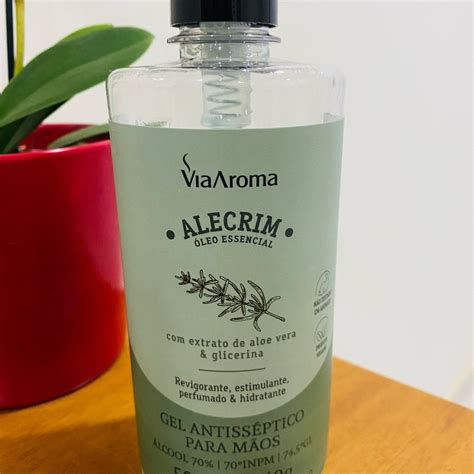 ViaAroma
• ALECRIM •
ÓLEO ESSENCIAL
com extrato de aloe vera
& glicerina
Revigorante, estimulante,
perfumado & hidratante
GEL ANTISSÉPTICO
PARA MÃOS
ÁLCOOL 70% | 70°INPM | 76,5°GL